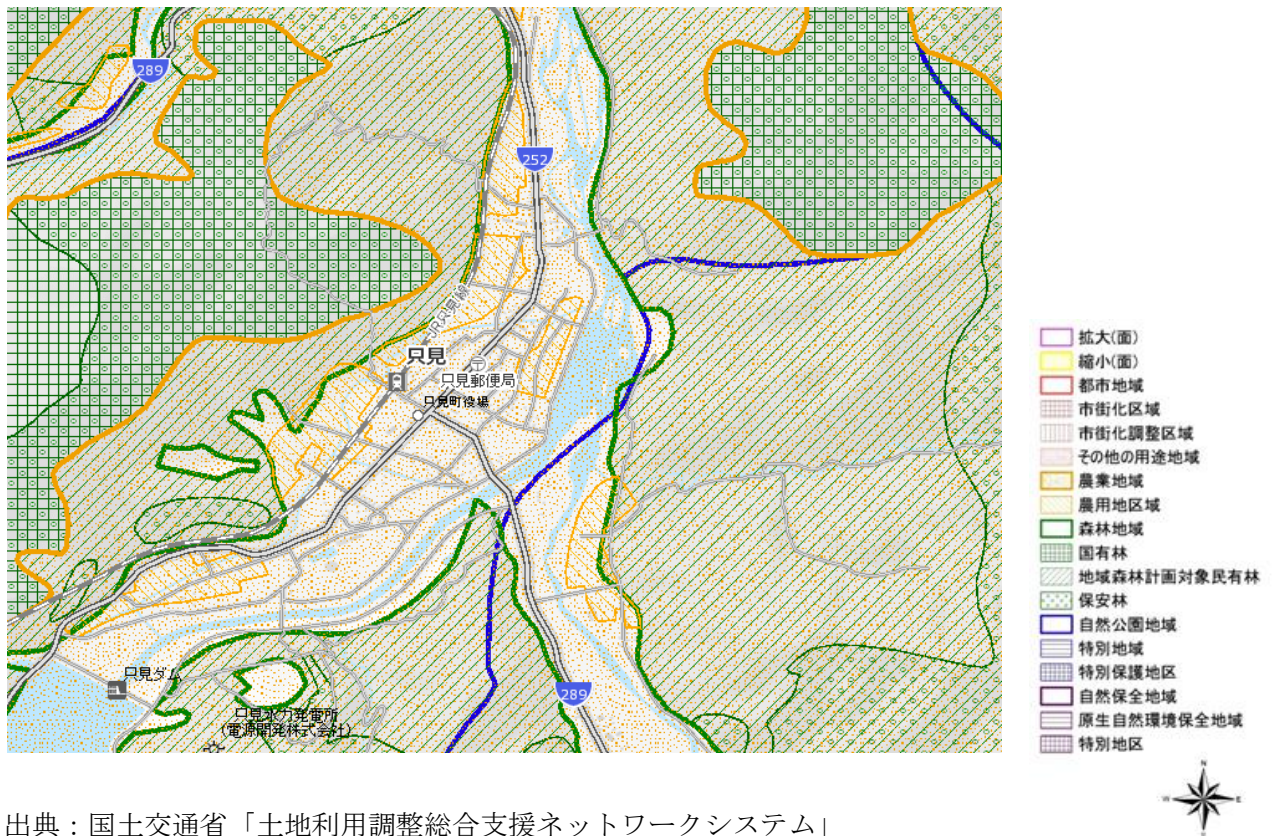 289
252
JR只見線
只見
只見郵便局
只見町役場
只見ダム
只見水力発電所
(電源開発株式会社)
289
拡大(面)
縮小(面)
都市地域
市街化区域
市街化調整区域
その他の用途地域
農業地域
農用地区域
森林地域
国有林
地域森林計画対象民有林
保安林
自然公園地域
特別地域
特別保護地区
自然保全地域
原生自然環境保全地域
特別地区
N
W E
S
出典：国土交通省「土地利用調整総合支援ネットワークシステム」